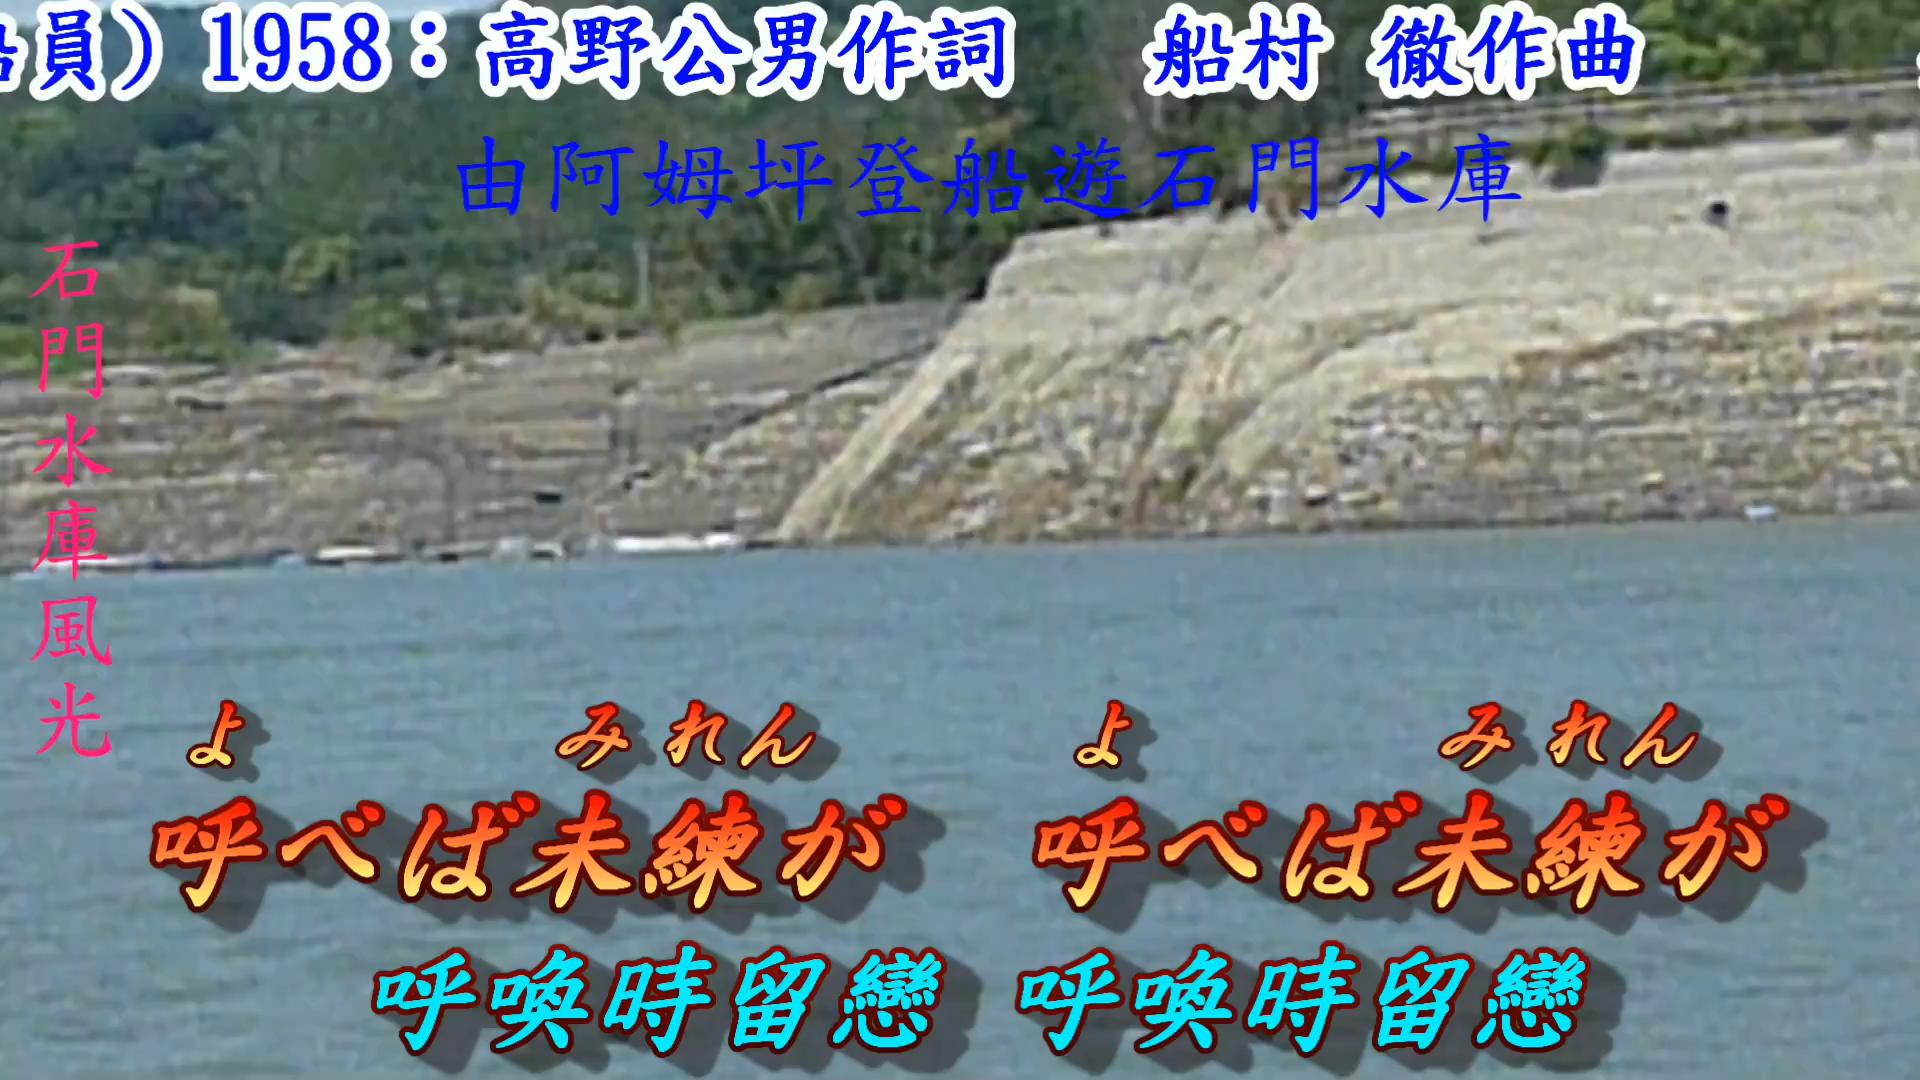 船員）1958：高野公男作詞　船村 徹作曲
由阿姆坪登船遊石門水庫
石門水庫風光
よ　みれん　よ　みれん
呼べば未練が　呼べば未練が
呼喚時留戀　呼喚時留戀